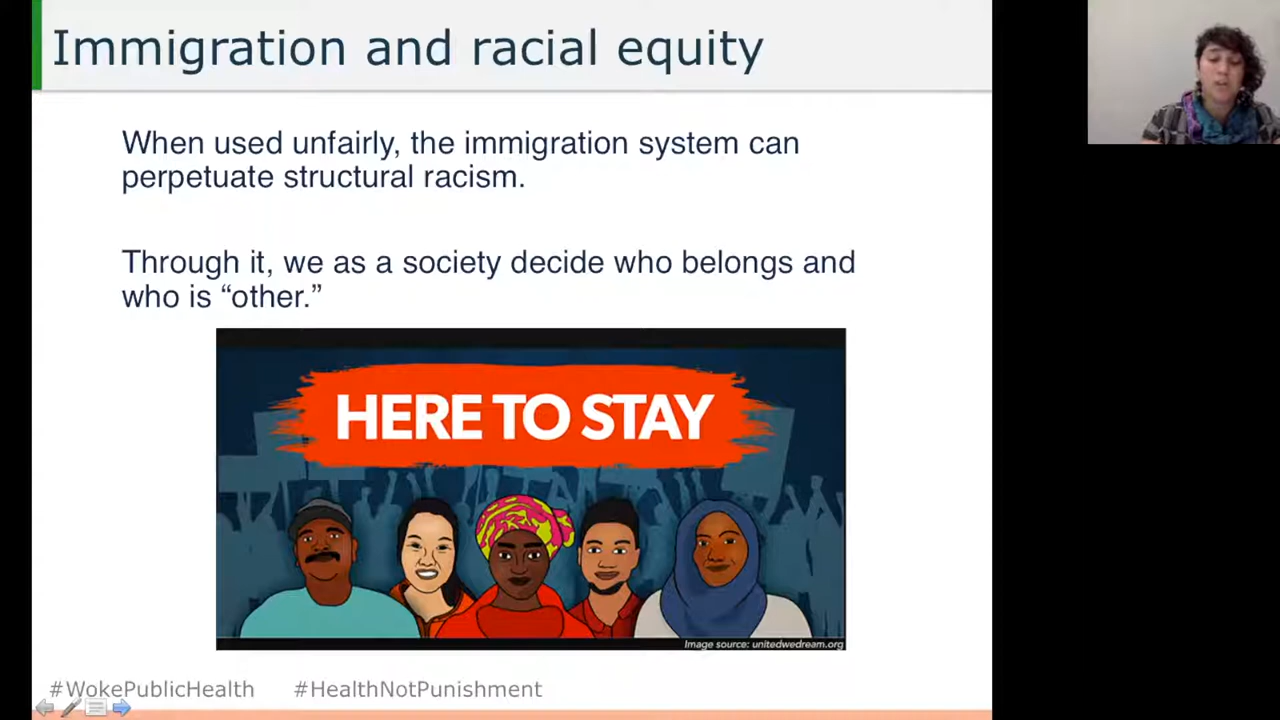 Immigration and racial equity
When used unfairly, the immigration system can
perpetuate structural racism.
Through it, we as a society decide who belongs and
who is “other.”
HERE TO STAY
Image source: unitedwedream.org
#WokePublicHealth #HealthNotPunishment